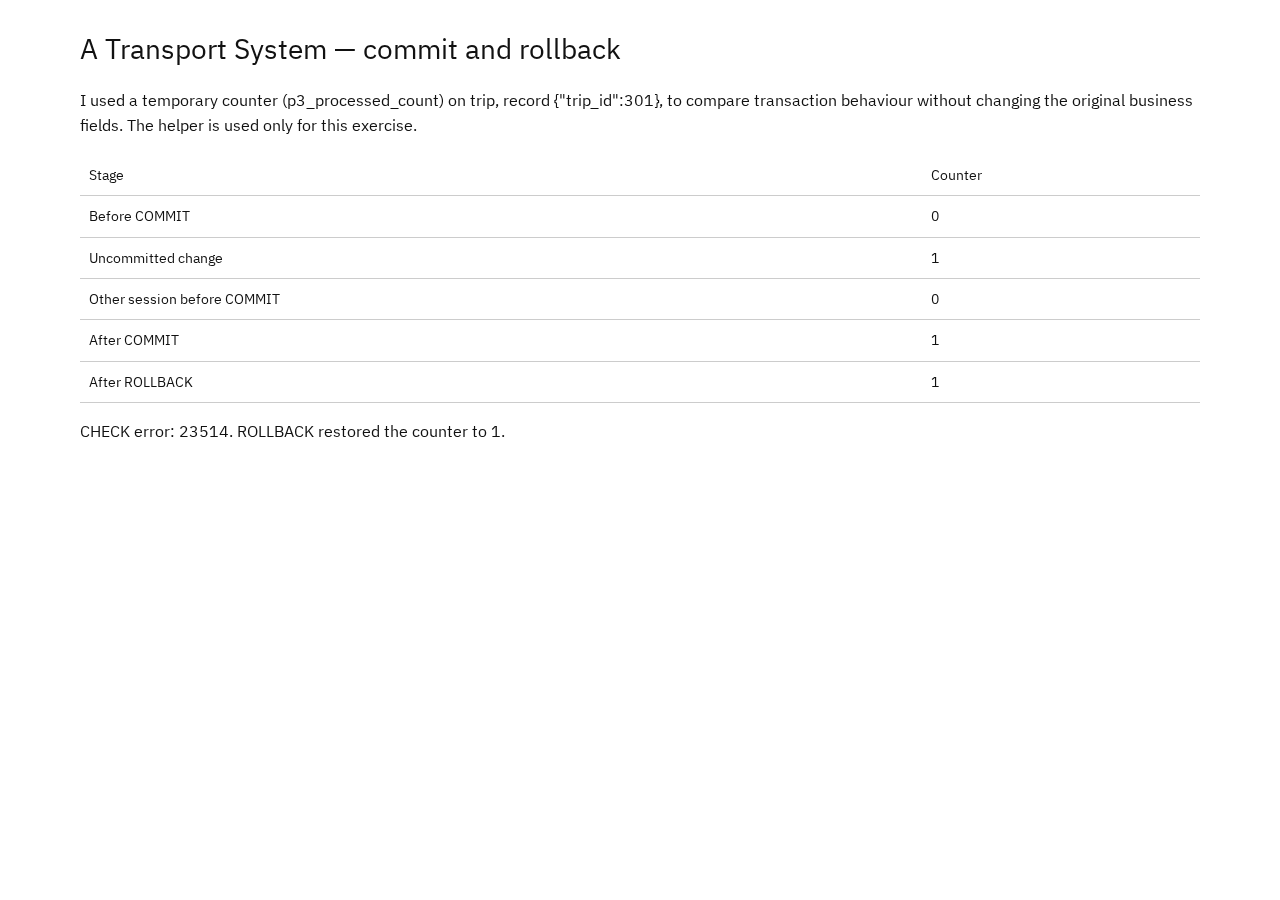 A Transport System — commit and rollback
I used a temporary counter (p3_processed_count) on trip, record {"trip_id":301}, to compare transaction behaviour without changing the original business
fields. The helper is used only for this exercise.
Stage Counter
Before COMMIT 0
Uncommitted change 1
Other session before COMMIT 0
After COMMIT 1
After ROLLBACK 1
CHECK error: 23514. ROLLBACK restored the counter to 1.